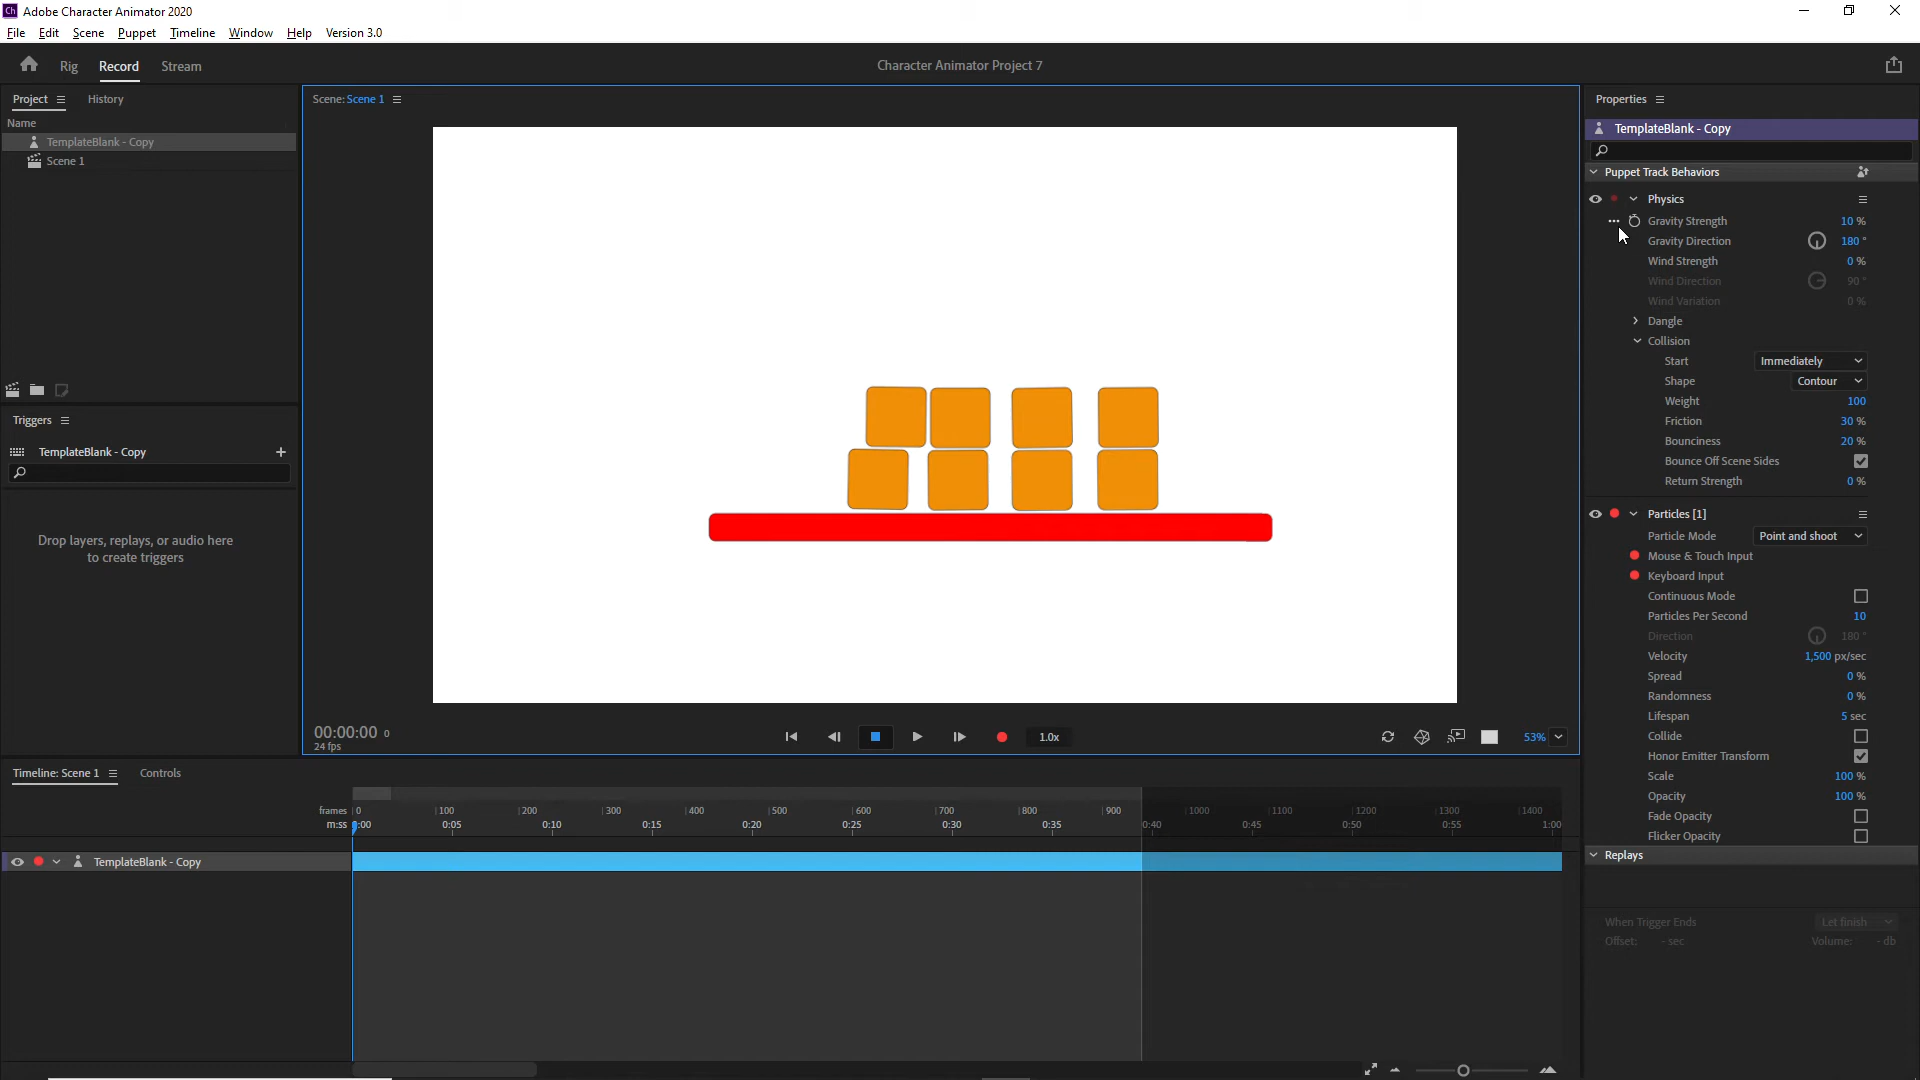 Ch Adobe Character Animator 2020
File Edit Scene Puppet Timeline Window Help Version 3.0
Rig Record Stream
Character Animator Project 7
Project History
Name
TemplateBlank - Copy
Scene 1
Triggers
TemplateBlank - Copy
Drop layers, replays, or audio here
to create triggers
Scene: Scene 1
00:00:00 0
24 fps
1.0x
53%
Timeline: Scene 1 Controls
frames 0 100 200 300 400 500 600 700 800 900 1000 1100 1200 1300 1400
m:ss 0:00 0:05 0:10 0:15 0:20 0:25 0:30 0:35 0:40 0:45 0:50 0:55 1:00
TemplateBlank - Copy
Properties
TemplateBlank - Copy
Puppet Track Behaviors
Physics
Gravity Strength 10 %
Gravity Direction 180 °
Wind Strength 0 %
Wind Direction 90 °
Wind Variation 0 %
Dangle
Collision
Start Immediately
Shape Contour
Weight 100
Friction 30 %
Bounciness 20 %
Bounce Off Scene Sides
Return Strength 0 %
Particles [1]
Particle Mode Point and shoot
Mouse & Touch Input
Keyboard Input
Continuous Mode
Particles Per Second 10
Direction 180 °
Velocity 1,500 px/sec
Spread 0 %
Randomness 0 %
Lifespan 5 sec
Collide
Honor Emitter Transform
Scale 100 %
Opacity 100 %
Fade Opacity
Flicker Opacity
Replays
When Trigger Ends Let finish
Offset: - sec Volume: - db